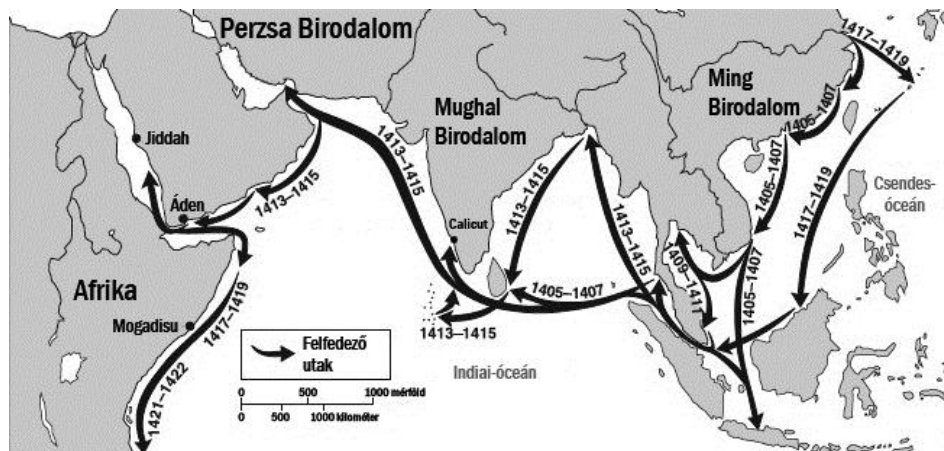 Perzsa Birodalom
Ming
Birodalom
Mughal
Birodalom
1417–1419
1405–1407
1405–1407
Jiddah
Áden
1413–1415
1413–1415
1413–1415
Calicut
1413–1415
1409–1411
1405–1407
1417–1419
Csendes-
óceán
Afrika
1417–1419
Mogadisu
1405–1407
1413–1415
Felfedező
utak
Indiai-óceán
0 500 1000 mérföld
0 500 1000 kilométer
1421–1422